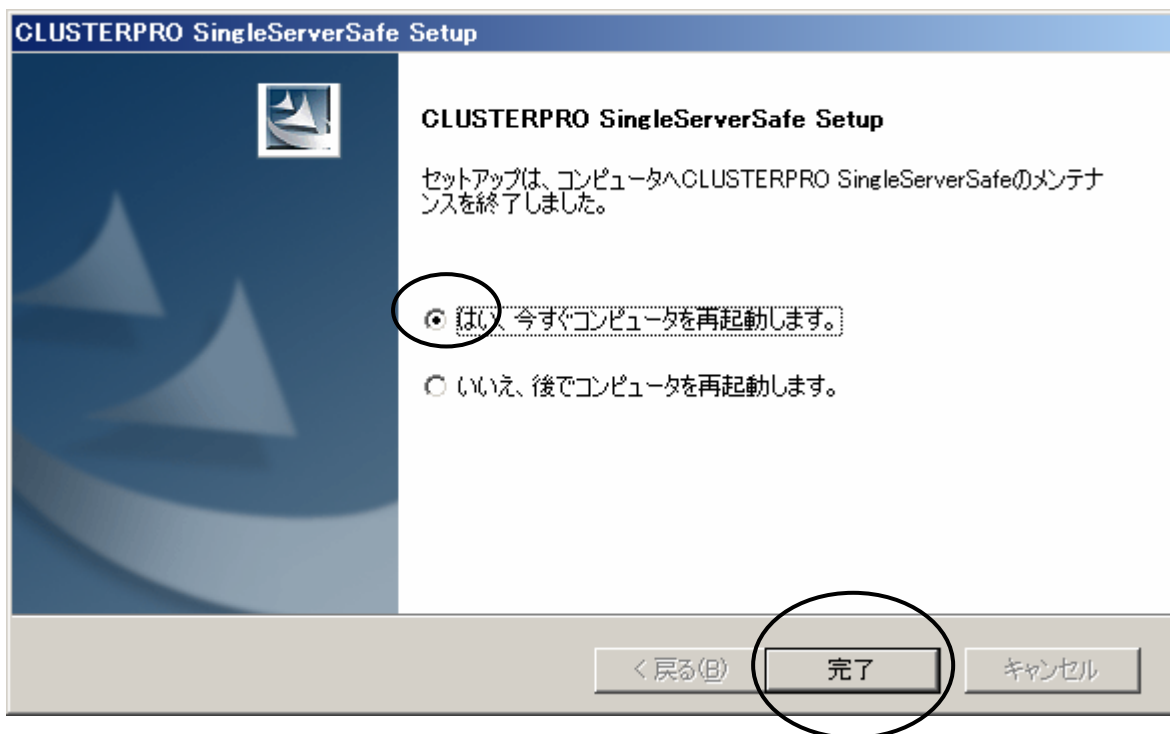 CLUSTERPRO SingleServerSafe Setup
CLUSTERPRO SingleServerSafe Setup
セットアップは、コンピュータへCLUSTERPRO SingleServerSafeのメンテナ
ンスを終了しました。
はい、今すぐコンピュータを再起動します。
いいえ、後でコンピュータを再起動します。
< 戻る(B)
完了
キャンセル